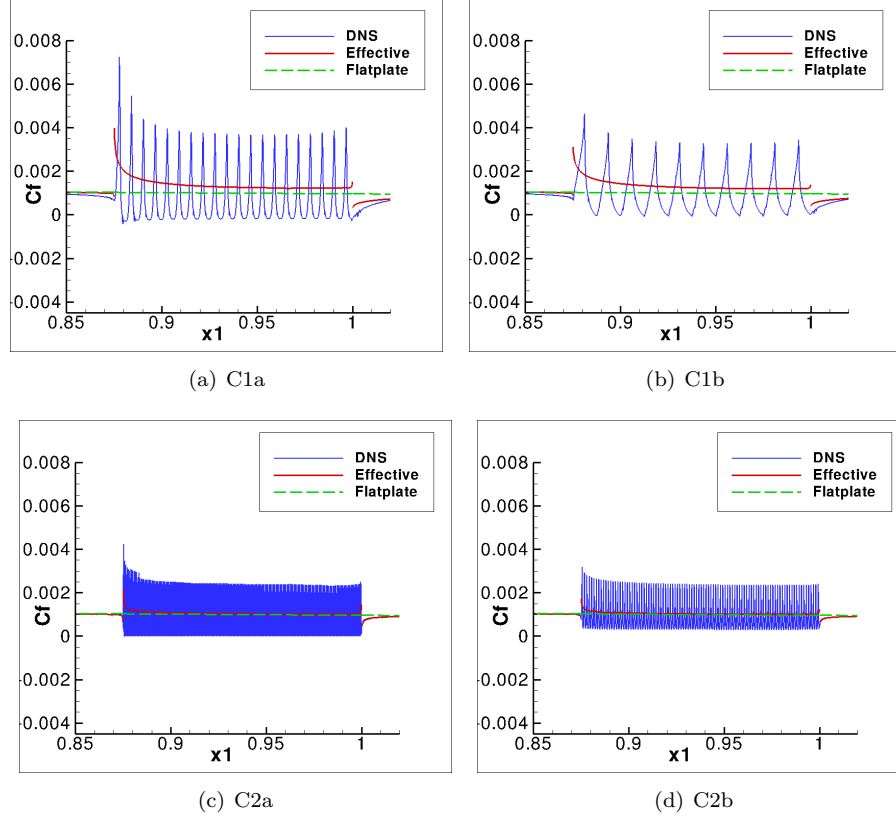 DNS
Effective
Flatplate
0.008
0.006
0.004
0.002
0
-0.002
-0.004
Cf
0.85
0.9
0.95
1
x1
(a) C1a
DNS
Effective
Flatplate
0.008
0.006
0.004
0.002
0
-0.002
-0.004
Cf
0.85
0.9
0.95
1
x1
(b) C1b
DNS
Effective
Flatplate
0.008
0.006
0.004
0.002
0
-0.002
-0.004
Cf
0.85
0.9
0.95
1
x1
(c) C2a
DNS
Effective
Flatplate
0.008
0.006
0.004
0.002
0
-0.002
-0.004
Cf
0.85
0.9
0.95
1
x1
(d) C2b